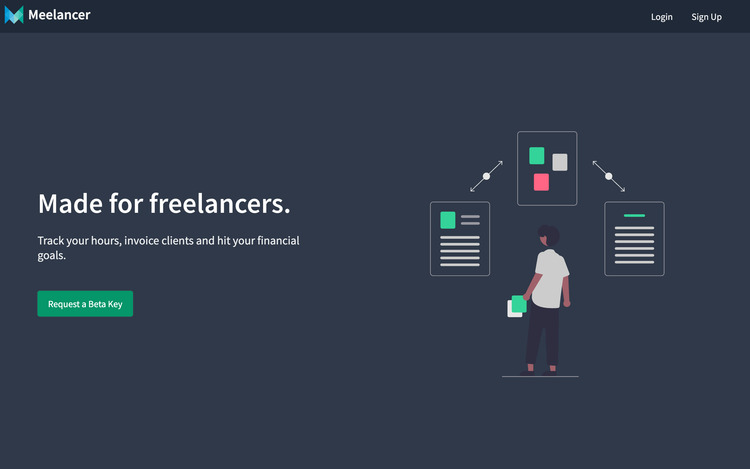 Meelancer
Login
Sign Up
Made for freelancers.
Track your hours, invoice clients and hit your financial
goals.
Request a Beta Key